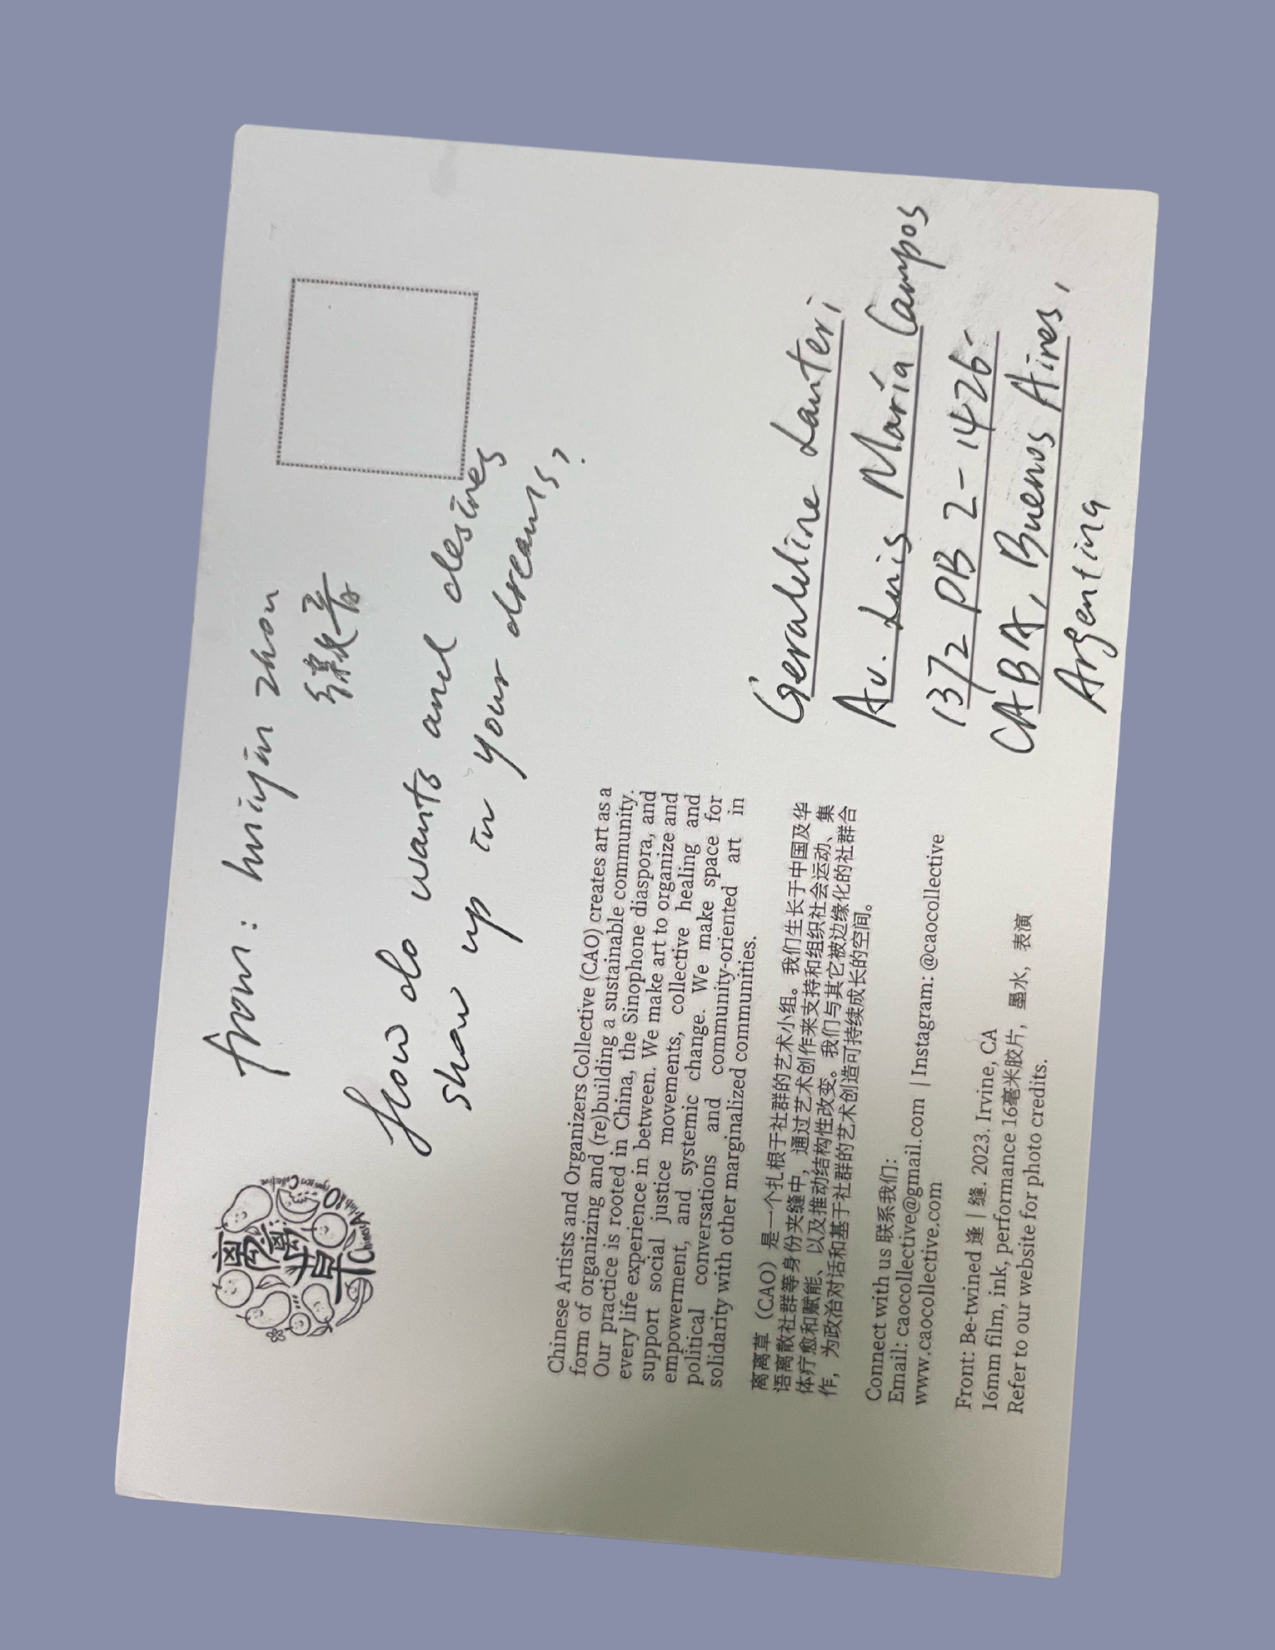 离离草
from: huiyin zhou
How do wants and desires
show up in your dreams?
Chinese Artists and Organizers Collective (CAO) creates art as a
form of organizing and (re)building a sustainable community.
Our practice is rooted in China, the Sinophone diaspora, and
every life experience in between. We make art to organize and
support social justice movements, collective healing and
empowerment, and systemic change. We make space for
political conversations and community-oriented art in
solidarity with other marginalized communities.
离离草（CAO）是一个扎根于社群的艺术小组。我们生长于中国及华
语离散社群等身份夹缝中，通过艺术创作来支持和组织社会运动、集
体疗愈和赋能、以及推动结构性改变。我们与其它被边缘化的社群合
作，为政治对话和基于社群的艺术创造可持续成长的空间。
Connect with us 联系我们:
Email: caocollective@gmail.com | Instagram: @caocollective
www.caocollective.com
Front: Be-twined 逢 | 缝. 2023. Irvine, CA
16mm film, ink, performance 16毫米胶片，墨水，表演
Refer to our website for photo credits.
Geraldine Lanteri
Av. Luis María Campos
1372 PB 2 - 1426 -
CABA, Buenos Aires,
Argentina